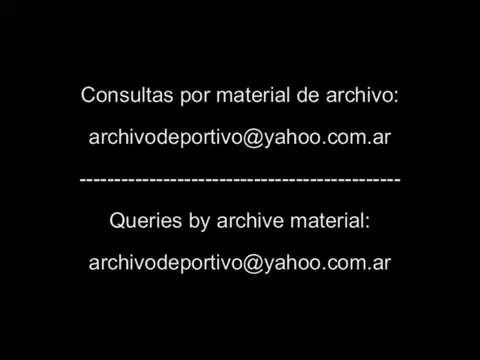 Consultas por material de archivo:
archivodeportivo@yahoo.com.ar
----------------------------------------------
Queries by archive material:
archivodeportivo@yahoo.com.ar